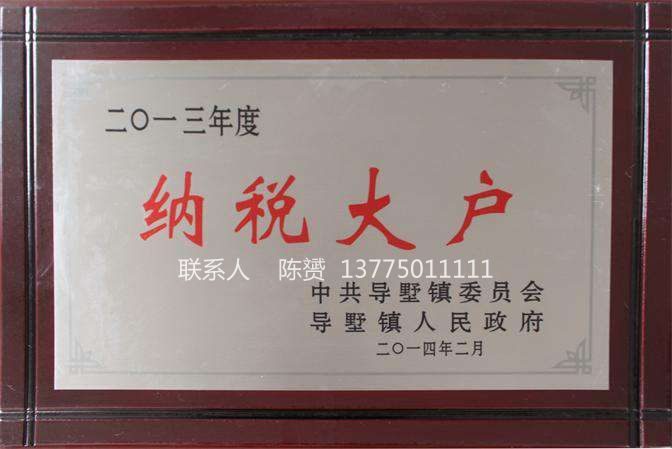 二〇一三年度
纳税大户
联系人 陈赟 13775011111
中共导墅镇委员会
导墅镇人民政府
二〇一四年二月